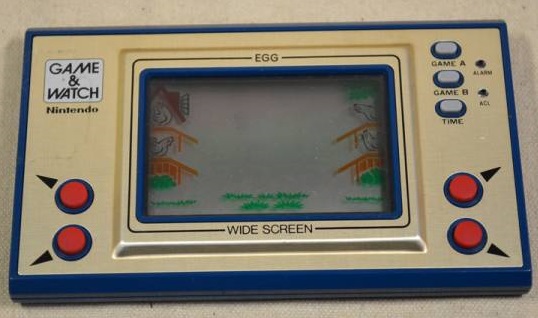 GAME
&
WATCH
Nintendo
EGG
GAME A
ALARM
GAME B
ACL
TIME
WIDE SCREEN